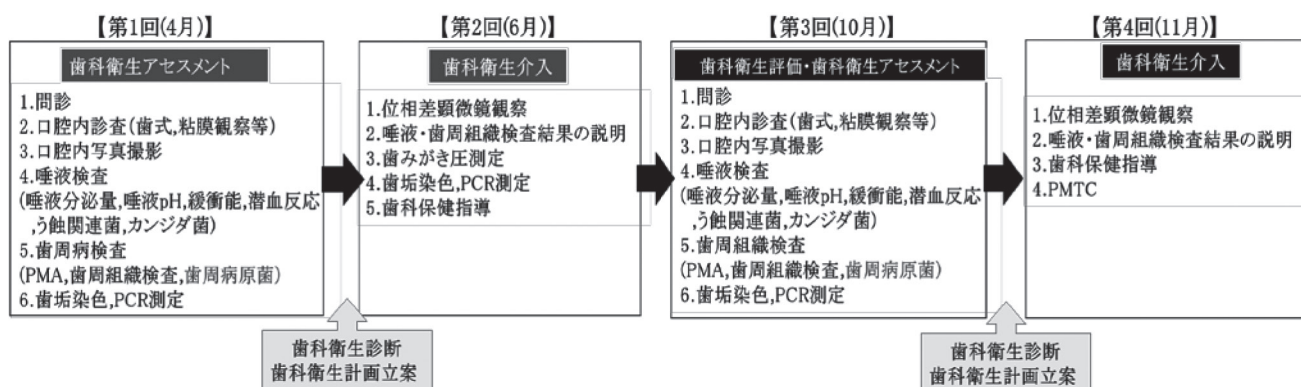 【第1回(4月)】
歯科衛生アセスメント
1.問診
2.口腔内診査(歯式,粘膜観察等)
3.口腔内写真撮影
4.唾液検査
(唾液分泌量,唾液pH,緩衝能,潜血反応
,う蝕関連菌,カンジダ菌)
5.歯周病検査
(PMA,歯周組織検査,歯周病原菌)
6.歯垢染色,PCR測定
歯科衛生診断
歯科衛生計画立案
【第2回(6月)】
歯科衛生介入
1.位相差顕微鏡観察
2.唾液・歯周組織検査結果の説明
3.歯みがき圧測定
4.歯垢染色,PCR測定
5.歯科保健指導
【第3回(10月)】
歯科衛生評価・歯科衛生アセスメント
1.問診
2.口腔内診査(歯式,粘膜観察等)
3.口腔内写真撮影
4.唾液検査
(唾液分泌量,唾液pH,緩衝能,潜血反応
,う蝕関連菌,カンジダ菌)
5.歯周組織検査
(PMA,歯周組織検査,歯周病原菌)
6.歯垢染色,PCR測定
歯科衛生診断
歯科衛生計画立案
【第4回(11月)】
歯科衛生介入
1.位相差顕微鏡観察
2.唾液・歯周組織検査結果の説明
3.歯科保健指導
4.PMTC